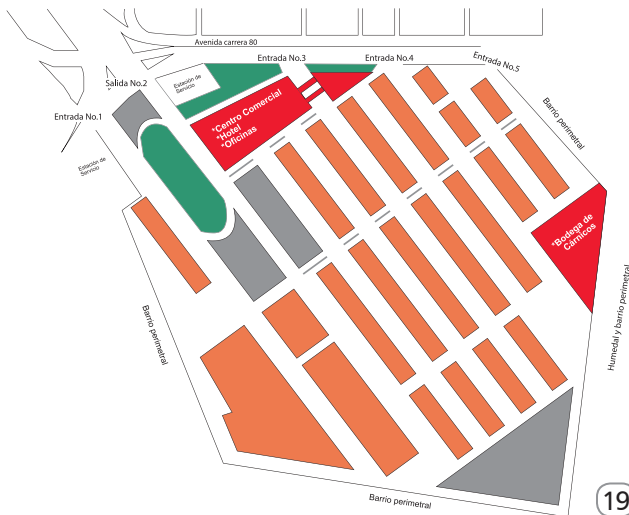 Avenida carrera 80
Entrada No.3
Entrada No.4
Entrada No.5
Salida No.2
Estación de
Servicio
Entrada No.1
*Centro Comercial
*Hotel
*Oficinas
Barrio perimetral
Estación de
Servicio
*Bodega de
Cárnicos
Barrio perimetral
Humedal y barrio perimetral
Barrio perimetral
19